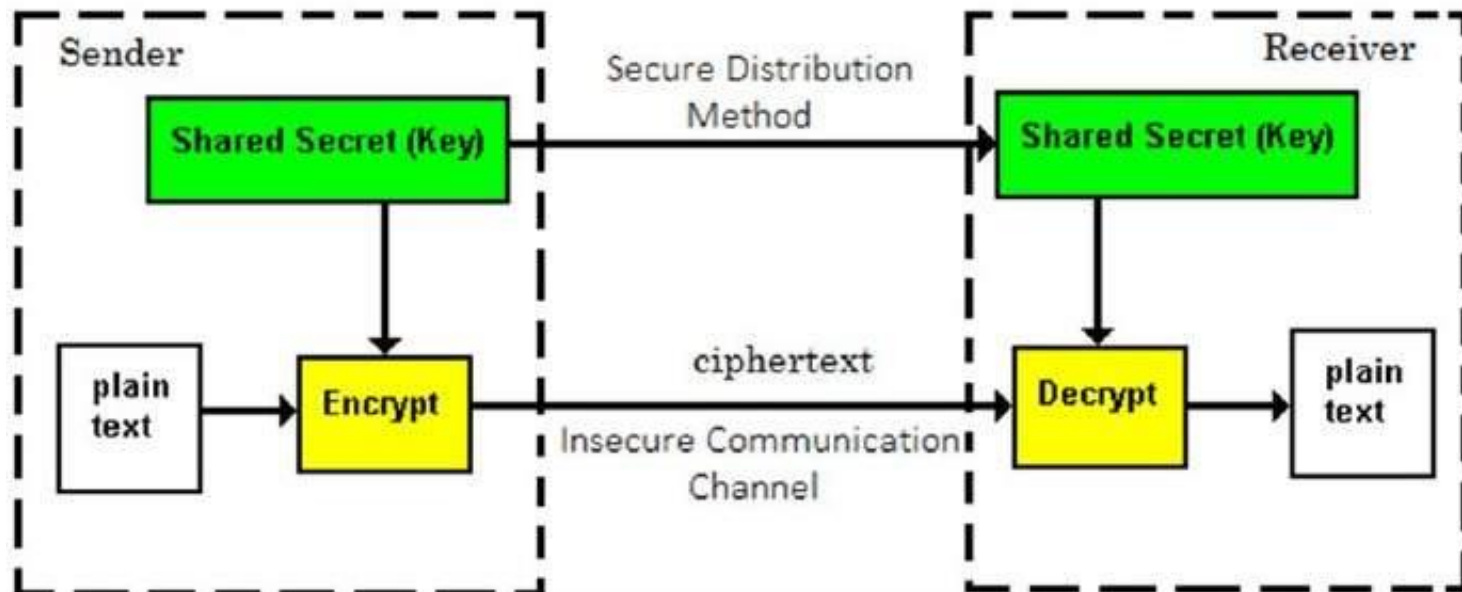 Sender
Receiver
Secure Distribution
Method
Shared Secret (Key)
Shared Secret (Key)
plain
text
Encrypt
ciphertext
Insecure Communication
Channel
Decrypt
plain
text